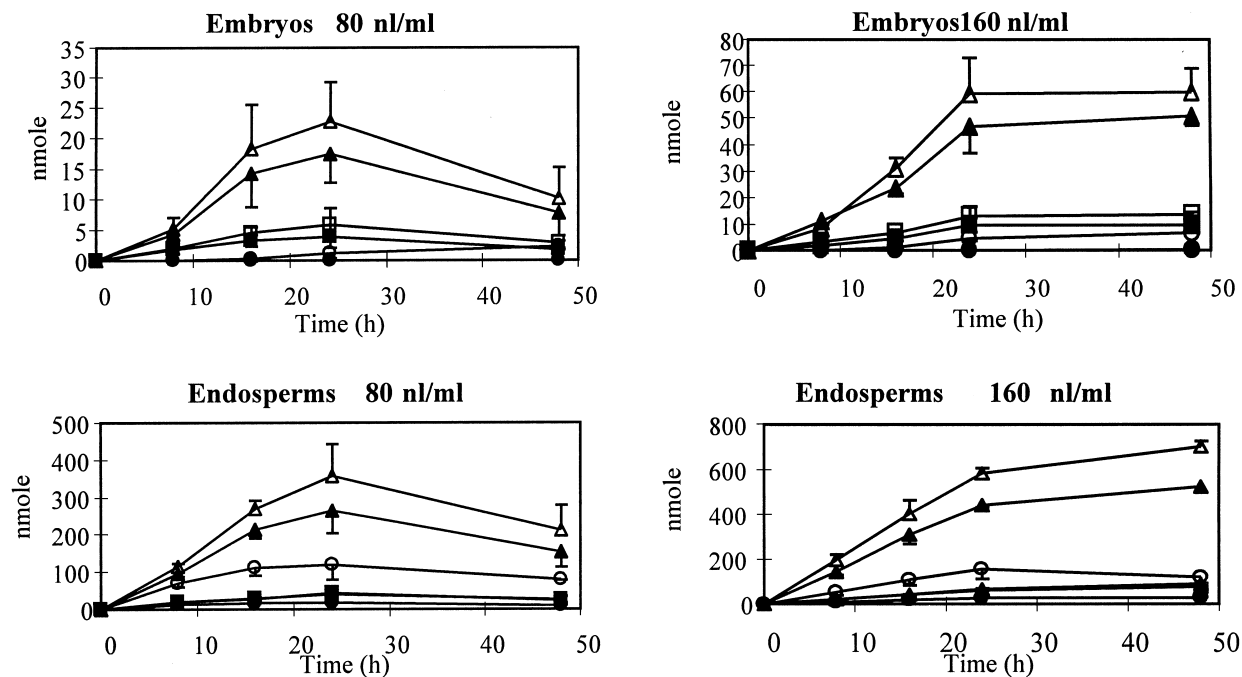 Embryos 80 nl/ml
35
30
25
20
15
10
5
0
nmole
0 10 20 30 40 50
Time (h)
Embryos160 nl/ml
80
70
60
50
40
30
20
10
0
nmole
0 10 20 30 40 50
Time (h)
Endosperms 80 nl/ml
500
400
300
200
100
0
nmole
0 10 20 30 40 50
Time (h)
Endosperms 160 nl/ml
800
600
400
200
0
nmole
0 10 20 30 40 50
Time (h)